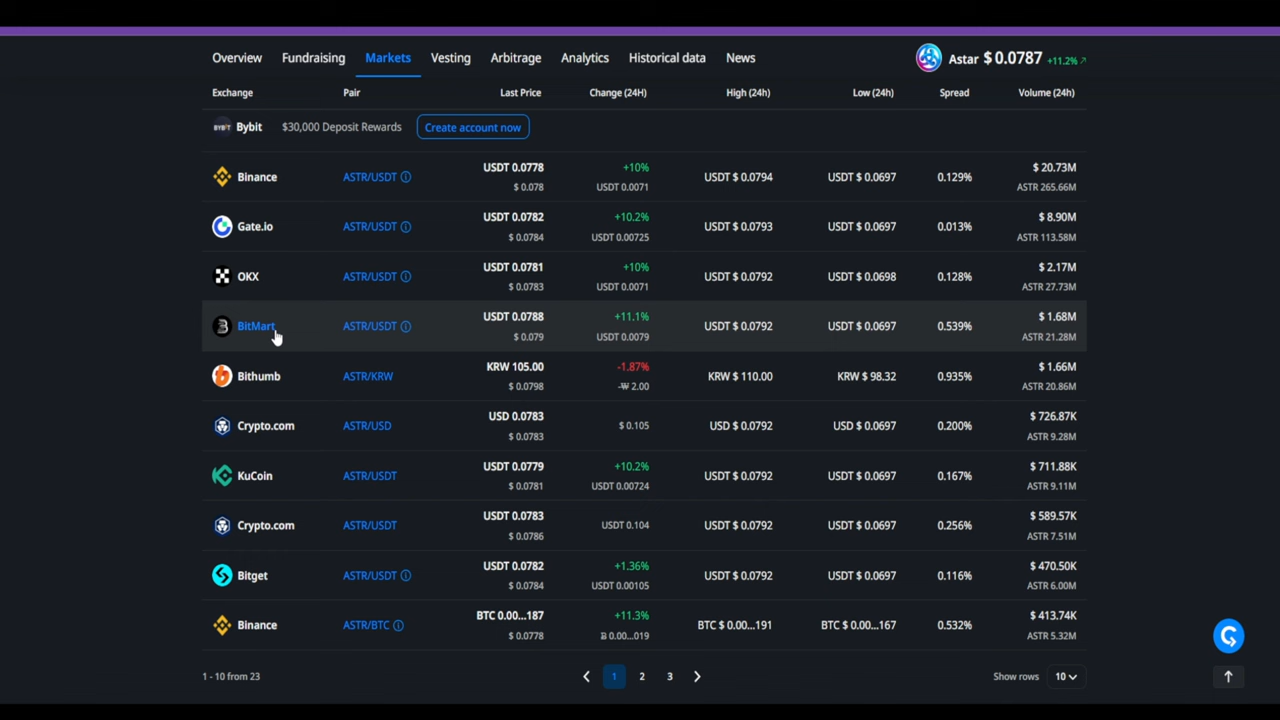 Overview Fundraising Markets Vesting Arbitrage Analytics Historical data News Astar $ 0.0787 +11.2% ↗
Exchange Pair Last Price Change (24H) High (24h) Low (24h) Spread Volume (24h)
BYBIT Bybit $30,000 Deposit Rewards Create account now
Binance ASTR/USDT USDT 0.0778 +10% USDT $ 0.0794 USDT $ 0.0697 0.129% $ 20.73M
$ 0.078 USDT 0.0071 ASTR 265.66M
Gate.io ASTR/USDT USDT 0.0782 +10.2% USDT $ 0.0793 USDT $ 0.0697 0.013% $ 8.90M
$ 0.0784 USDT 0.00725 ASTR 113.58M
OKX ASTR/USDT USDT 0.0781 +10% USDT $ 0.0792 USDT $ 0.0698 0.128% $ 2.17M
$ 0.0783 USDT 0.0071 ASTR 27.73M
BitMart ASTR/USDT USDT 0.0788 +11.1% USDT $ 0.0792 USDT $ 0.0697 0.539% $ 1.68M
$ 0.079 USDT 0.0079 ASTR 21.28M
Bithumb ASTR/KRW KRW 105.00 -1.87% KRW $ 110.00 KRW $ 98.32 0.935% $ 1.66M
$ 0.0798 -₩ 2.00 ASTR 20.86M
Crypto.com ASTR/USD USD 0.0783 $ 0.105 USD $ 0.0792 USD $ 0.0697 0.200% $ 726.87K
$ 0.0783 ASTR 9.28M
KuCoin ASTR/USDT USDT 0.0779 +10.2% USDT $ 0.0792 USDT $ 0.0697 0.167% $ 711.88K
$ 0.0781 USDT 0.00724 ASTR 9.11M
Crypto.com ASTR/USDT USDT 0.0783 USDT 0.104 USDT $ 0.0792 USDT $ 0.0697 0.256% $ 589.57K
$ 0.0786 ASTR 7.51M
Bitget ASTR/USDT USDT 0.0782 +1.36% USDT $ 0.0792 USDT $ 0.0697 0.116% $ 470.50K
$ 0.0784 USDT 0.00105 ASTR 6.00M
Binance ASTR/BTC BTC 0.00...187 +11.3% BTC $ 0.00...191 BTC $ 0.00...167 0.532% $ 413.74K
$ 0.0778 ₿ 0.00...019 ASTR 5.32M
1 - 10 from 23 1 2 3 Show rows 10